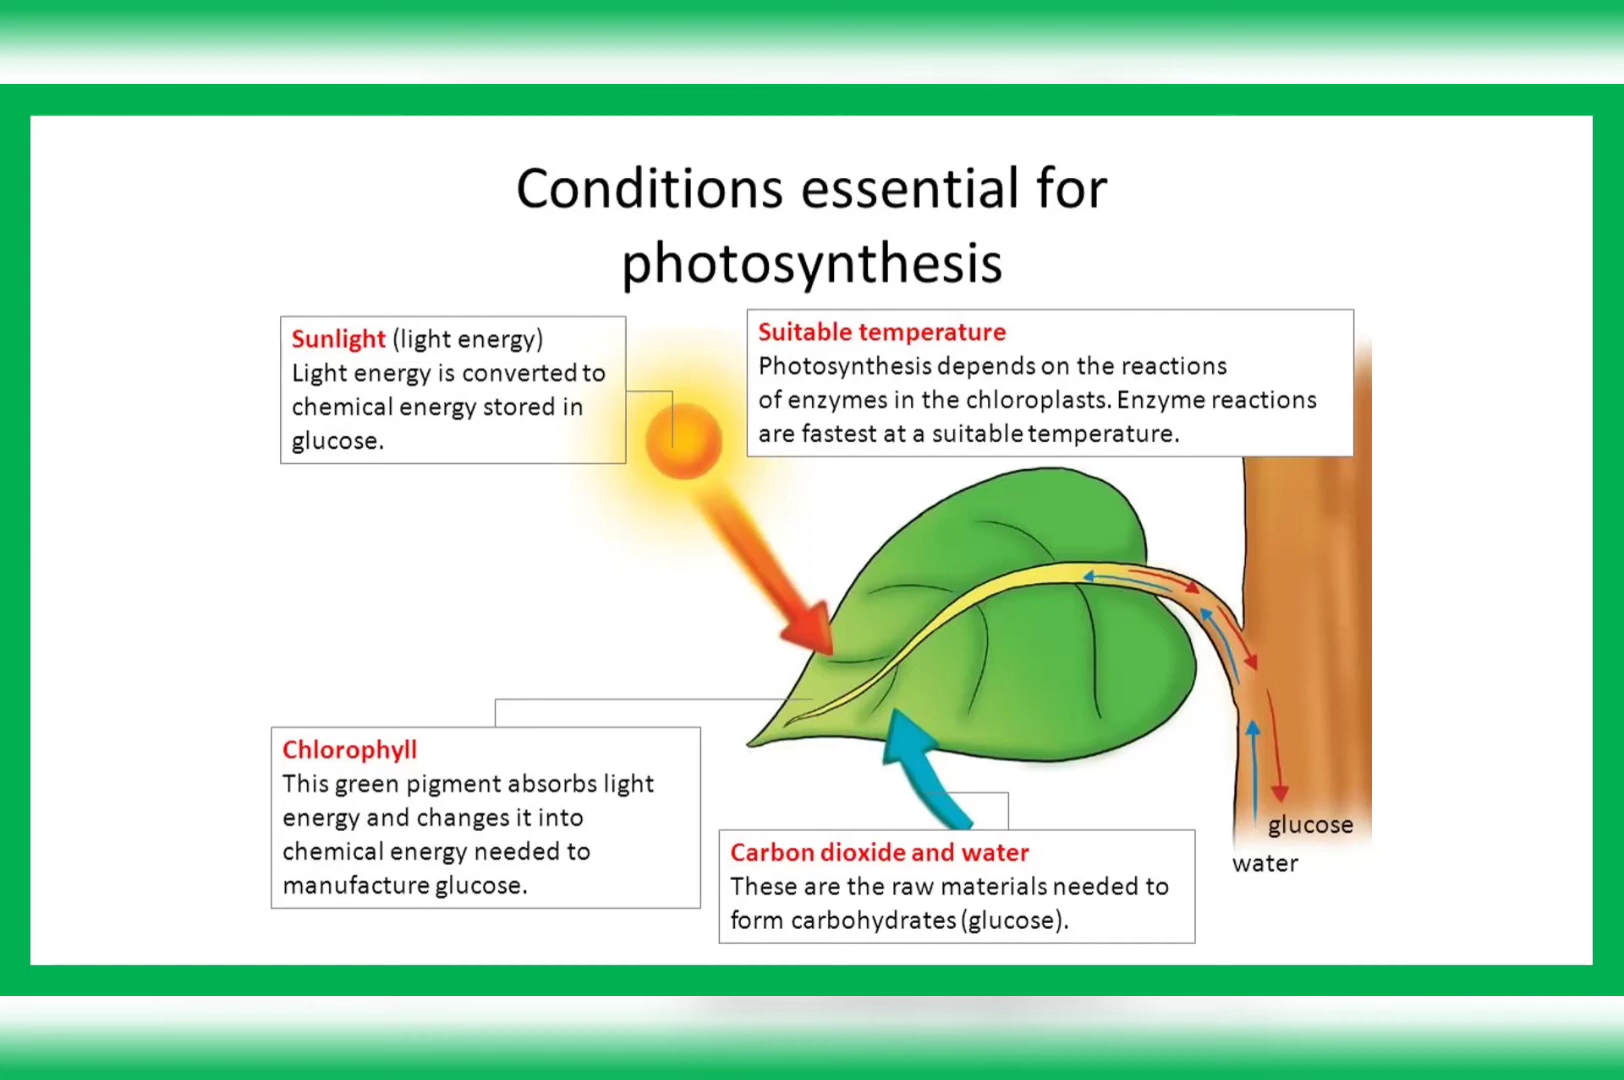 Conditions essential for
photosynthesis
Sunlight (light energy)
Light energy is converted to
chemical energy stored in
glucose.
Suitable temperature
Photosynthesis depends on the reactions
of enzymes in the chloroplasts. Enzyme reactions
are fastest at a suitable temperature.
Chlorophyll
This green pigment absorbs light
energy and changes it into
chemical energy needed to
manufacture glucose.
Carbon dioxide and water
These are the raw materials needed to
form carbohydrates (glucose).
glucose
water